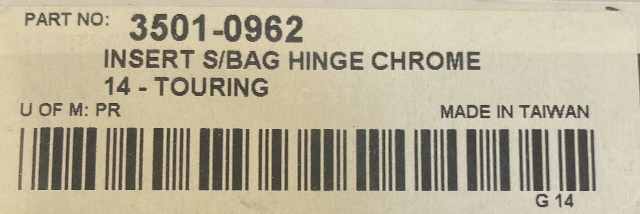 PART NO: 3501-0962
INSERT S/BAG HINGE CHROME
14 - TOURING
U OF M: PR MADE IN TAIWAN
G 14